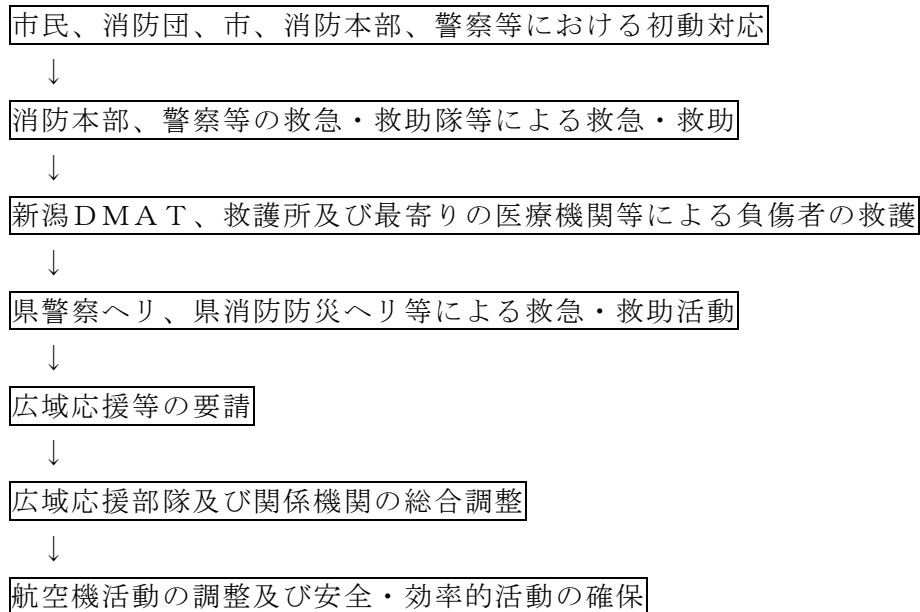 市民、消防団、市、消防本部、警察等における初動対応
↓
消防本部、警察等の救急・救助隊等による救急・救助
↓
新潟DMAT、救護所及び最寄りの医療機関等による負傷者の救護
↓
県警察ヘリ、県消防防災ヘリ等による救急・救助活動
↓
広域応援等の要請
↓
広域応援部隊及び関係機関の総合調整
↓
航空機活動の調整及び安全・効率的活動の確保